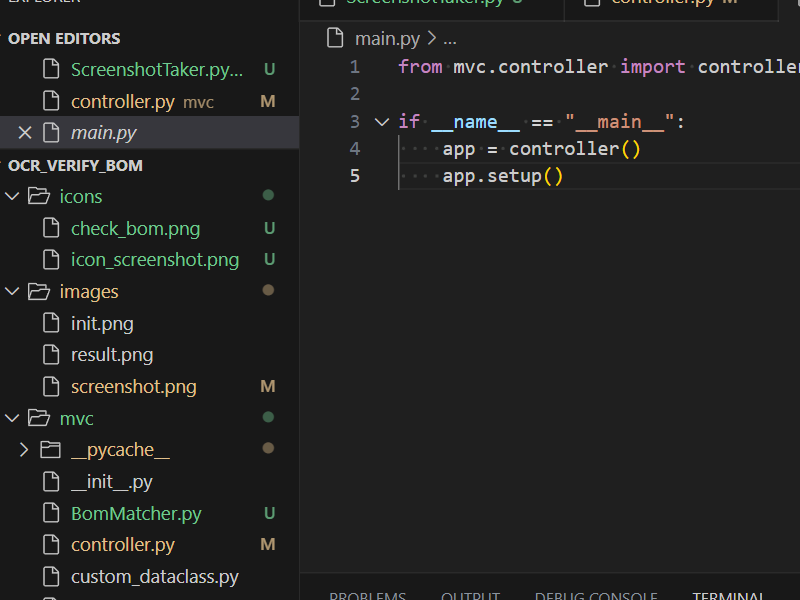 EXPLORER
OPEN EDITORS
ScreenshotTaker.py... U
controller.py mvc M
main.py
OCR_VERIFY_BOM
icons
check_bom.png U
icon_screenshot.png U
images
init.png
result.png
screenshot.png M
mvc
__pycache__
__init__.py
BomMatcher.py U
controller.py M
custom_dataclass.py
ScreenshotTaker.py U
controller.py M
main.py > ...
1 from mvc.controller import controller
2
3 if __name__ == "__main__":
4 app = controller()
5 app.setup()
PROBLEMS OUTPUT DEBUG CONSOLE TERMINAL